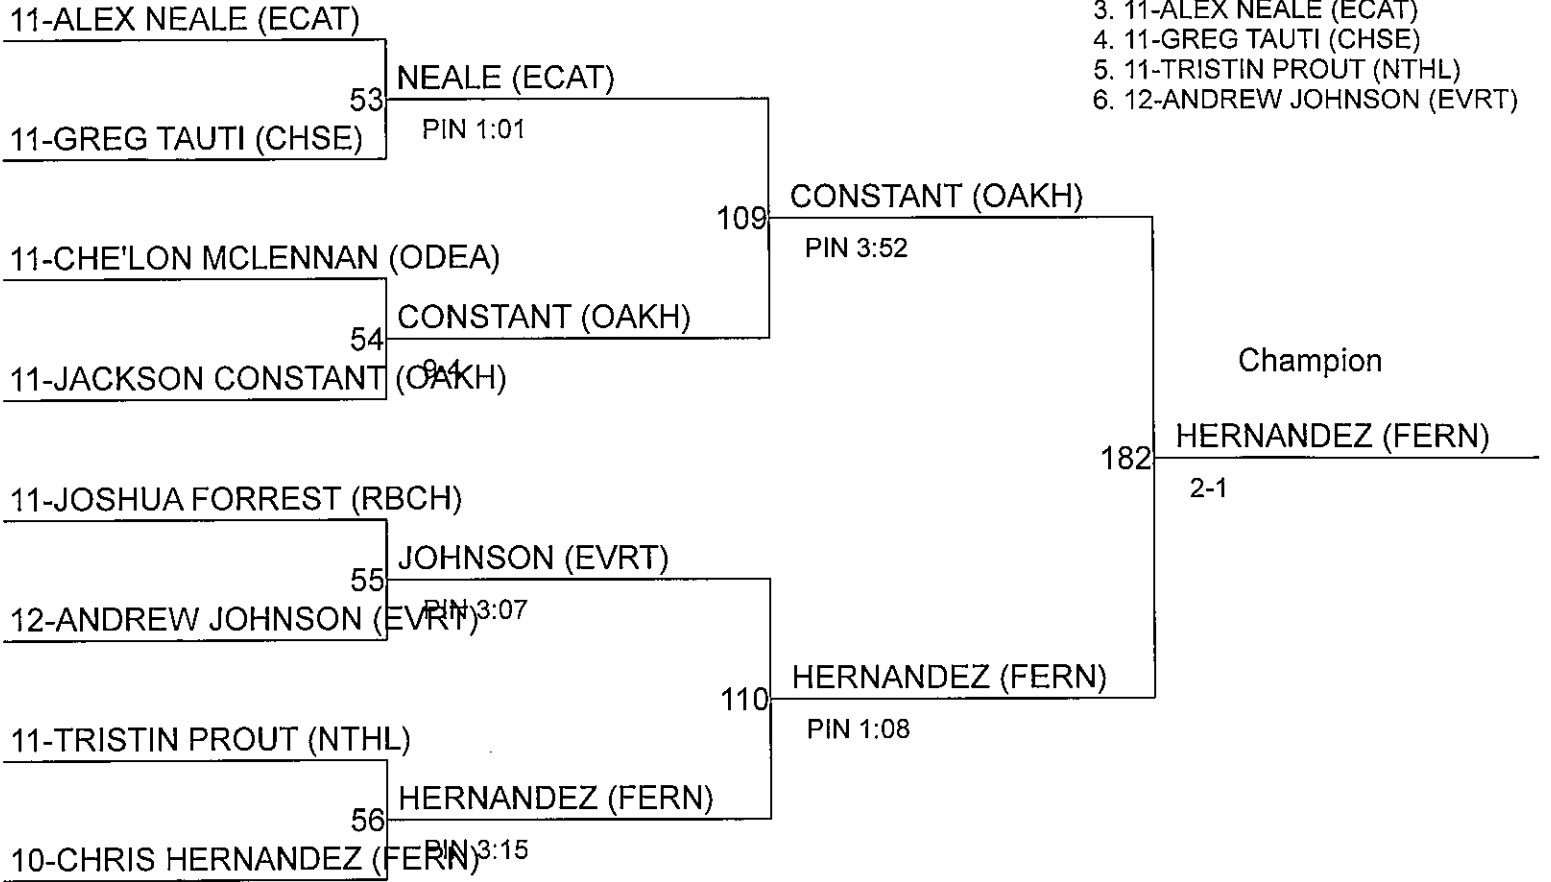 11-ALEX NEALE (ECAT)
3. 11-ALEX NEALE (ECAT)
4. 11-GREG TAUTI (CHSE)
5. 11-TRISTIN PROUT (NTHL)
6. 12-ANDREW JOHNSON (EVRT)
53
NEALE (ECAT)
PIN 1:01
11-GREG TAUTI (CHSE)
109
CONSTANT (OAKH)
PIN 3:52
11-CHE'LON MCLENNAN (ODEA)
54
CONSTANT (OAKH)
9-4
11-JACKSON CONSTANT (OAKH)
Champion
182
HERNANDEZ (FERN)
2-1
11-JOSHUA FORREST (RBCH)
55
JOHNSON (EVRT)
PIN 3:07
12-ANDREW JOHNSON (EVRT)
110
HERNANDEZ (FERN)
PIN 1:08
11-TRISTIN PROUT (NTHL)
56
HERNANDEZ (FERN)
PIN 3:15
10-CHRIS HERNANDEZ (FERN)